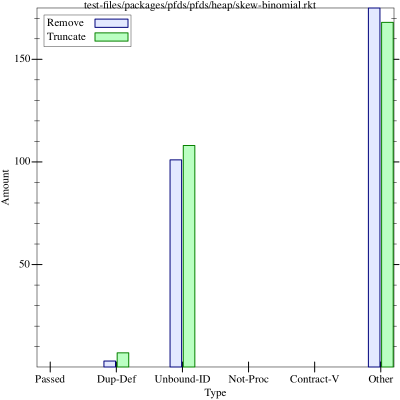 test-files/packages/pfds/pfds/heap/skew-binomial.rkt
Remove
Truncate
150
100
50
Amount
Passed Dup-Def Unbound-ID Not-Proc Contract-V Other
Type